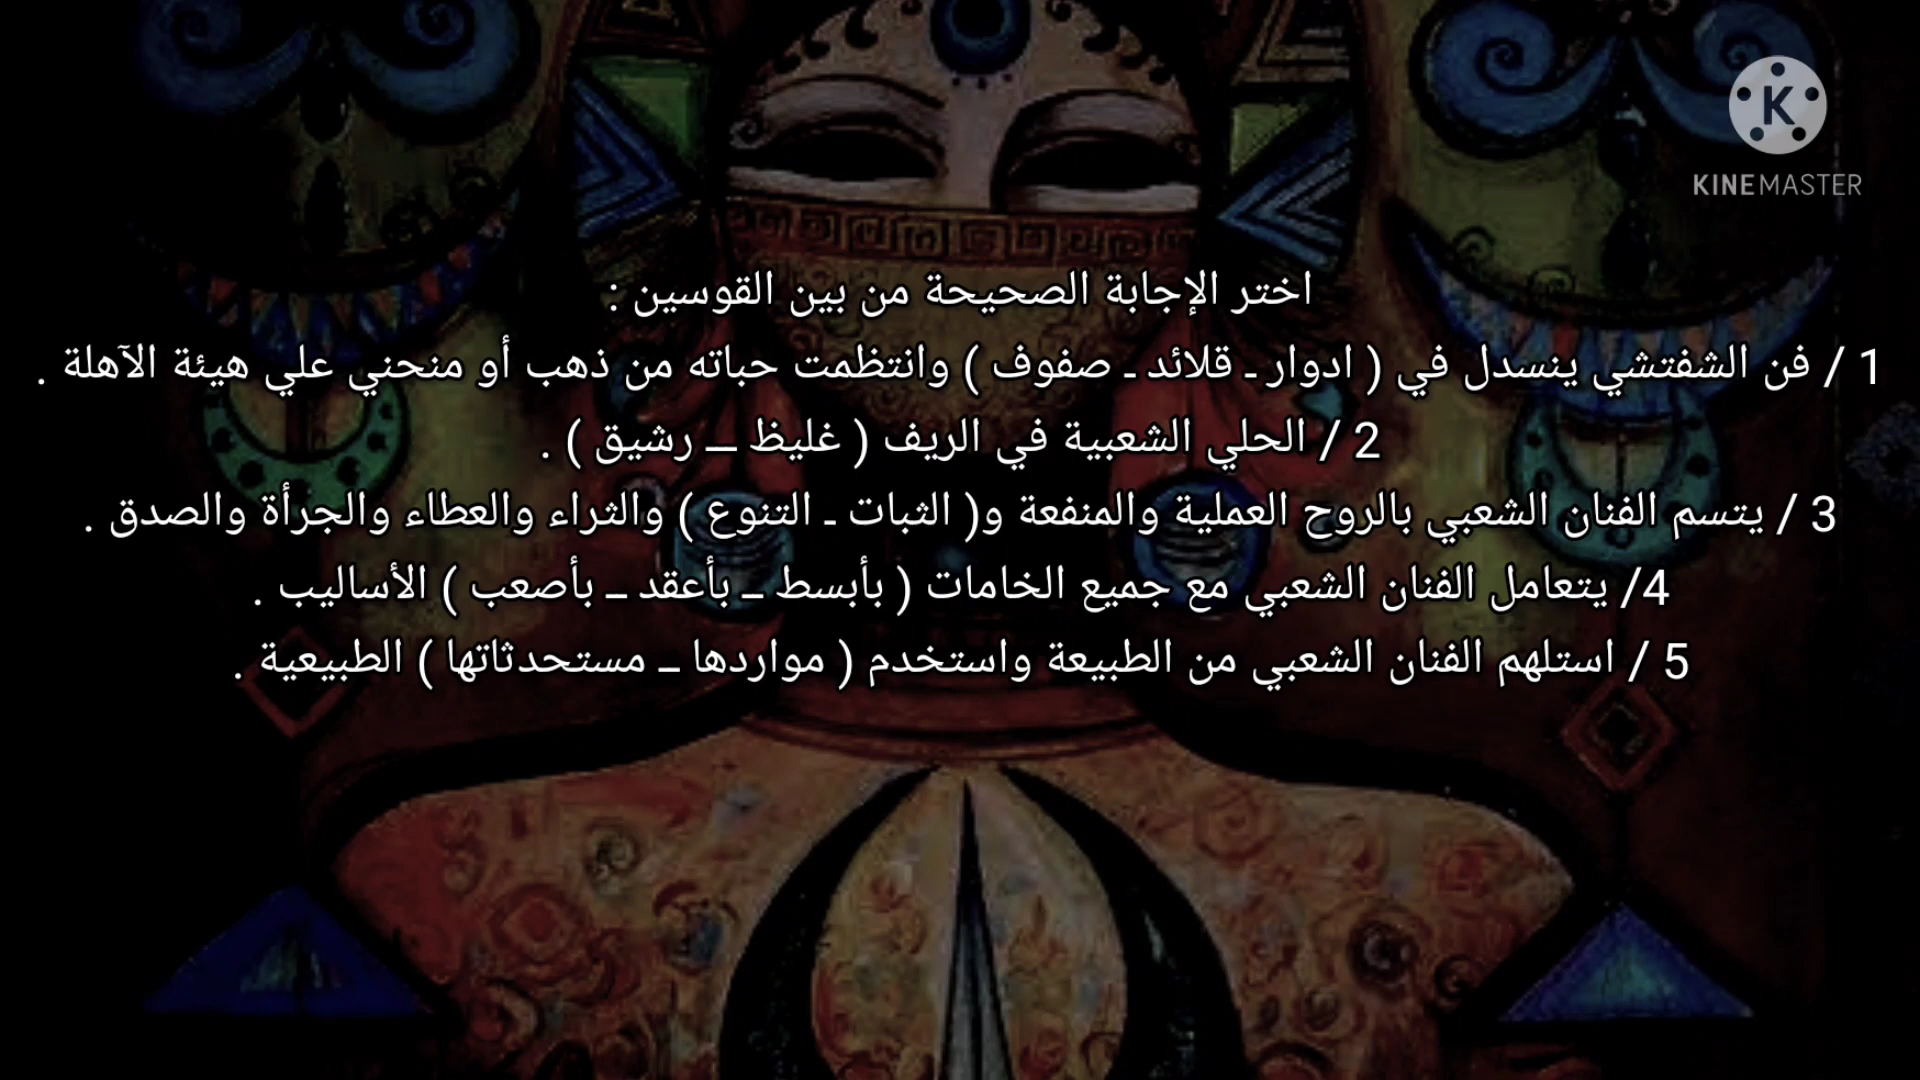 KINEMASTER
اختر الإجابة الصحيحة من بين القوسين :
1 / فن الشفتشي ينسدل في ( ادوار ـ قلائد ـ صفوف ) وانتظمت حباته من ذهب أو منحني علي هيئة الآهلة .
2 / الحلي الشعبية في الريف ( غليظ ــ رشيق ) .
3 / يتسم الفنان الشعبي بالروح العملية والمنفعة و( الثبات ـ التنوع ) والثراء والعطاء والجرأة والصدق .
4/ يتعامل الفنان الشعبي مع جميع الخامات ( بأبسط ــ بأعقد ــ بأصعب ) الأساليب .
5 / استلهم الفنان الشعبي من الطبيعة واستخدم ( مواردها ــ مستحدثاتها ) الطبيعية .